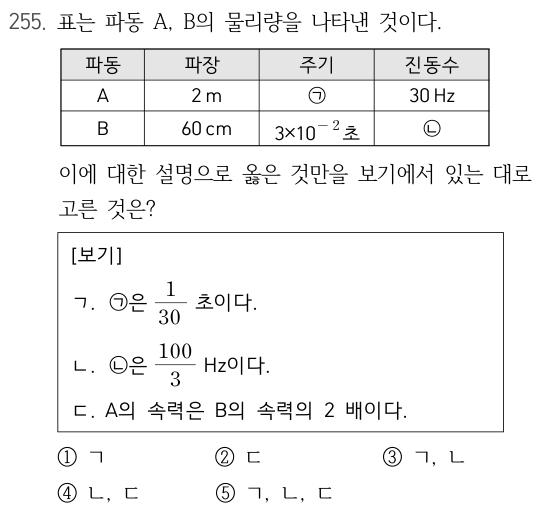 255. 표는 파동 A, B의 물리량을 나타낸 것이다.
파동 파장 주기 진동수
A 2 m ㉠ 30 Hz
B 60 cm 3×10⁻²초 ㉡
이에 대한 설명으로 옳은 것만을 보기에서 있는 대로
고른 것은?
[보기]
ㄱ. ㉠은 1/30 초이다.
ㄴ. ㉡은 100/3 Hz이다.
ㄷ. A의 속력은 B의 속력의 2 배이다.
① ㄱ ② ㄷ ③ ㄱ, ㄴ
④ ㄴ, ㄷ ⑤ ㄱ, ㄴ, ㄷ